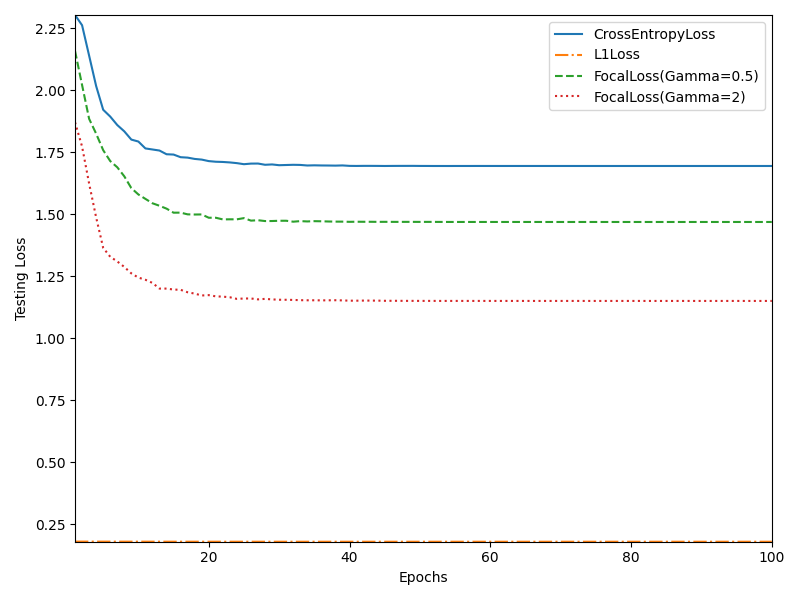 2.25
2.00
1.75
1.50
1.25
1.00
0.75
0.50
0.25
Testing Loss
CrossEntropyLoss
L1Loss
FocalLoss(Gamma=0.5)
FocalLoss(Gamma=2)
20 40 60 80 100
Epochs